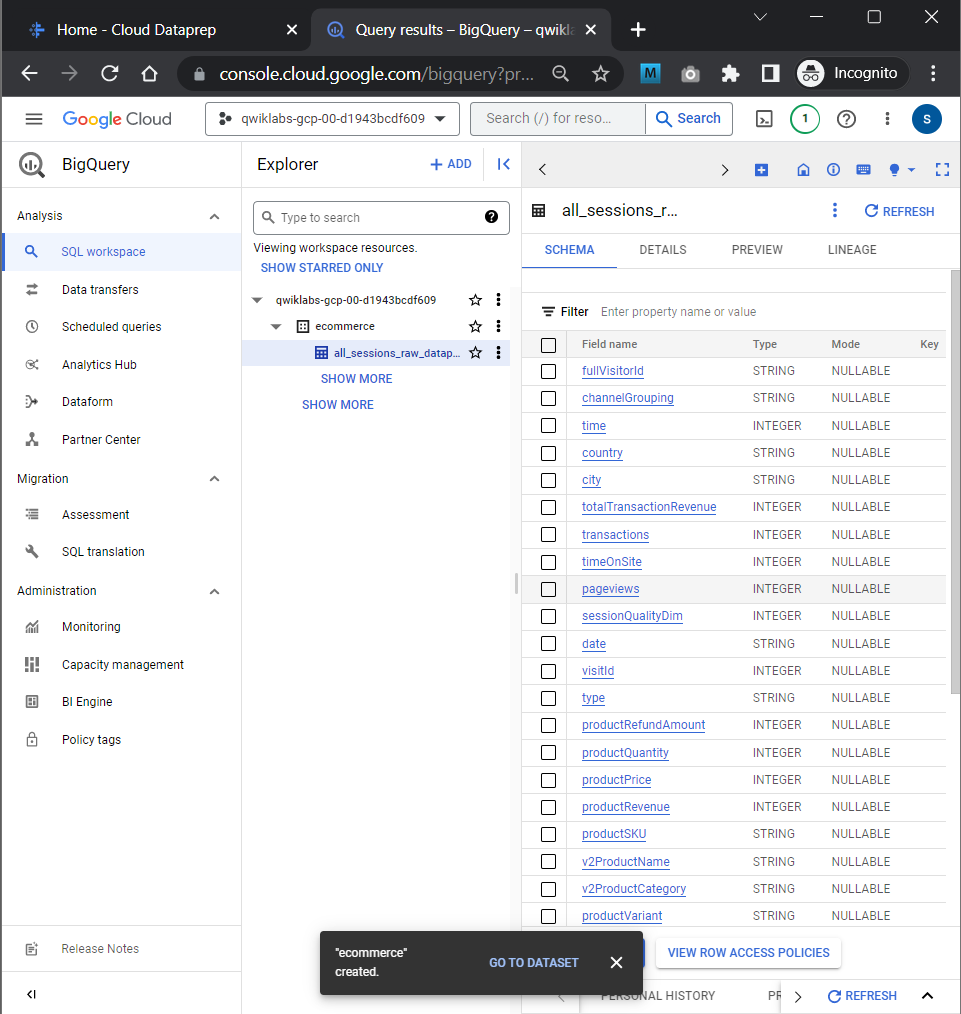 Home - Cloud Dataprep
Query results – BigQuery – qwikla
console.cloud.google.com/bigquery?pr...
M
Incognito
Google Cloud
qwiklabs-gcp-00-d1943bcdf609
Search (/) for reso...
Search
1
S
BigQuery
Explorer
+ ADD
all_sessions_r...
REFRESH
Analysis
SQL workspace
Data transfers
Scheduled queries
Analytics Hub
Dataform
Partner Center
Migration
Assessment
SQL translation
Administration
Monitoring
Capacity management
BI Engine
Policy tags
Release Notes
Type to search
Viewing workspace resources.
SHOW STARRED ONLY
qwiklabs-gcp-00-d1943bcdf609
ecommerce
all_sessions_raw_datap...
SHOW MORE
SHOW MORE
SCHEMA DETAILS PREVIEW LINEAGE
Filter Enter property name or value
Field name Type Mode Key
fullVisitorId STRING NULLABLE
channelGrouping STRING NULLABLE
time INTEGER NULLABLE
country STRING NULLABLE
city STRING NULLABLE
totalTransactionRevenue INTEGER NULLABLE
transactions INTEGER NULLABLE
timeOnSite INTEGER NULLABLE
pageviews INTEGER NULLABLE
sessionQualityDim INTEGER NULLABLE
date STRING NULLABLE
visitId INTEGER NULLABLE
type STRING NULLABLE
productRefundAmount INTEGER NULLABLE
productQuantity INTEGER NULLABLE
productPrice INTEGER NULLABLE
productRevenue INTEGER NULLABLE
productSKU STRING NULLABLE
v2ProductName STRING NULLABLE
v2ProductCategory STRING NULLABLE
productVariant STRING NULLABLE
VIEW ROW ACCESS POLICIES
"ecommerce"
created.
GO TO DATASET
PERSONAL HISTORY
PR
REFRESH